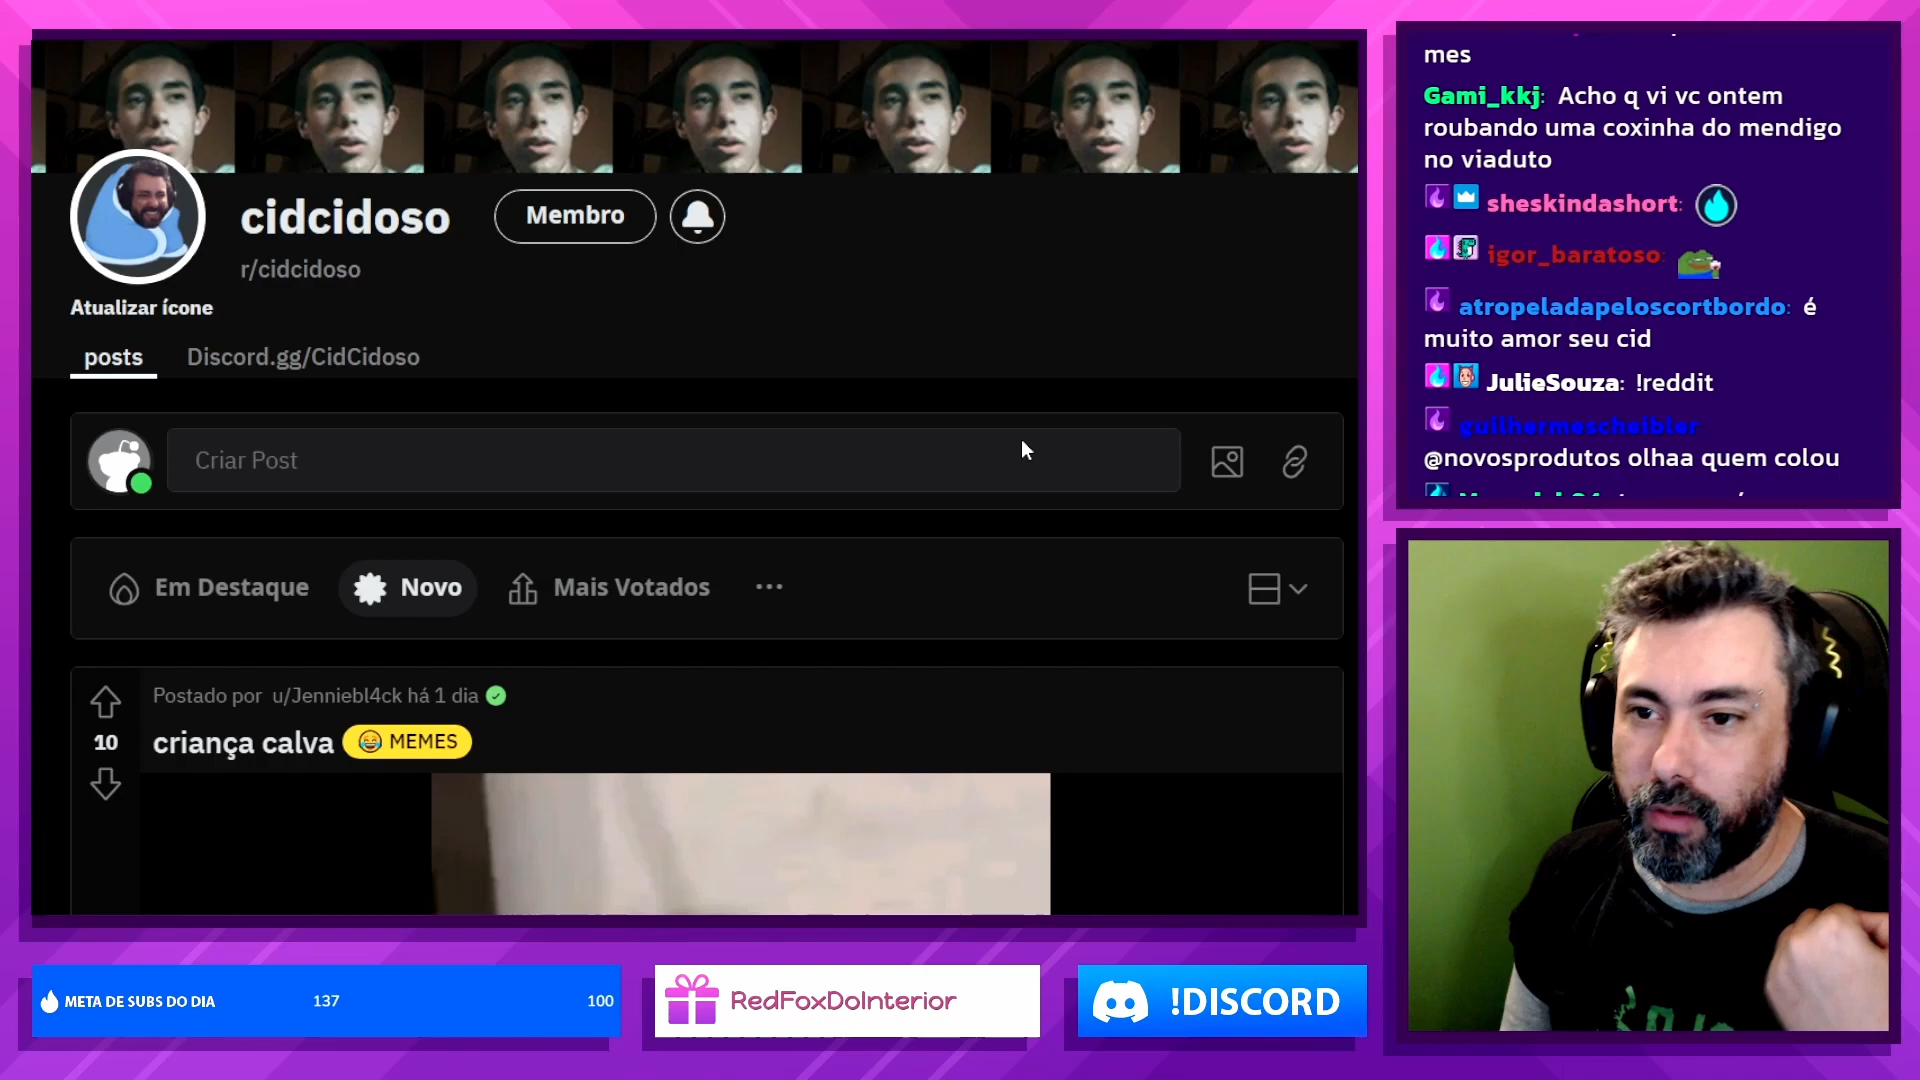 cidcidoso
Membro
r/cidcidoso
Atualizar ícone
posts
Discord.gg/CidCidoso
Criar Post
Em Destaque
Novo
Mais Votados
Postado por u/Jenniebl4ck há 1 dia
10
criança calva
MEMES
META DE SUBS DO DIA
137
100
RedFoxDoInterior
!DISCORD
mes
Gami_kkj: Acho q vi vc ontem
roubando uma coxinha do mendigo
no viaduto
sheskindashort:
igor_baratoso:
atropeladapeloscortbordo: é
muito amor seu cid
JulieSouza: !reddit
guilhermescheibler
@novosprodutos olhaa quem colou